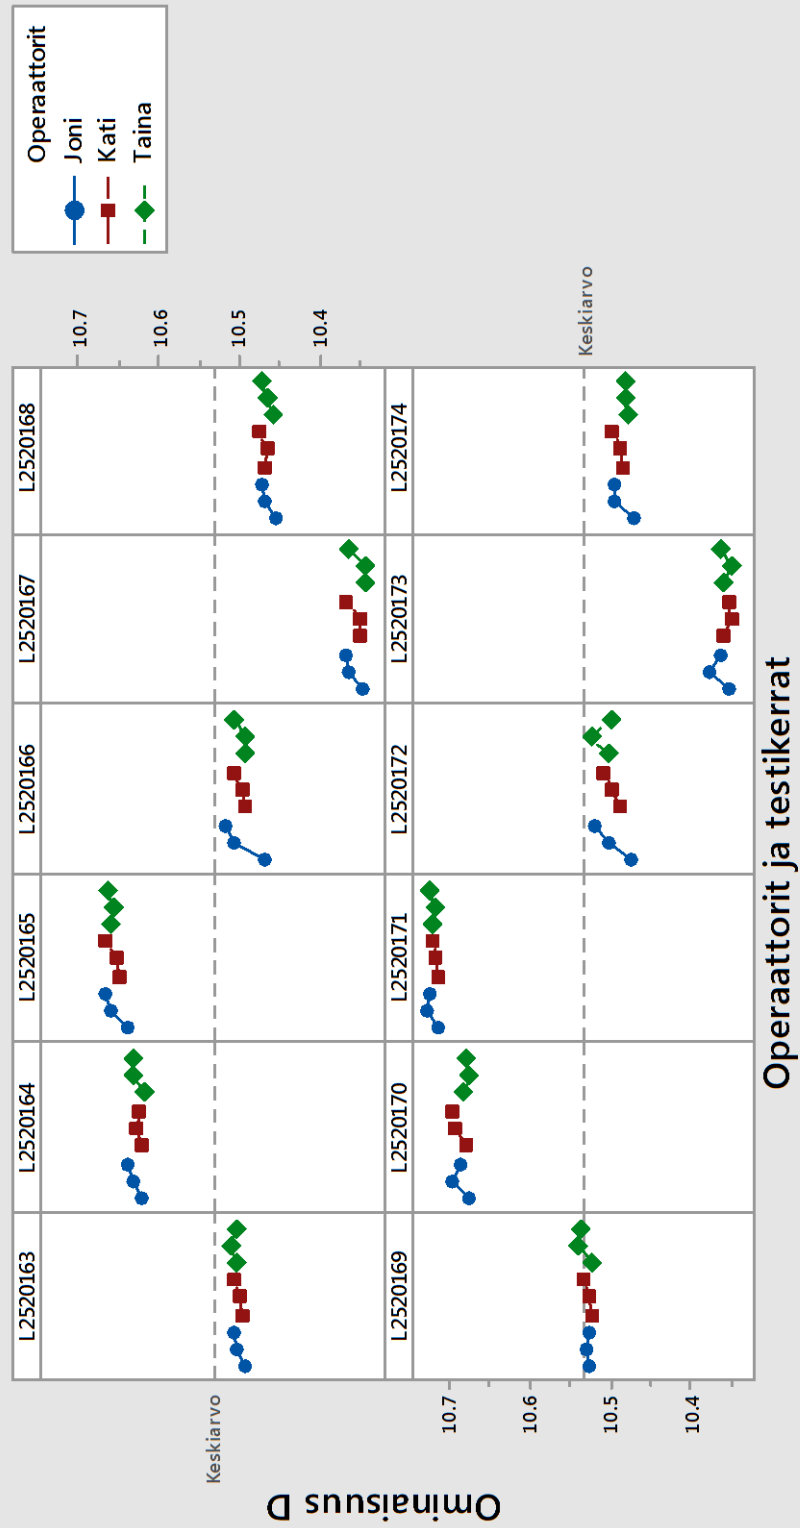 Operaattorit
Joni
Kati
Taina
L2520163
L2520164
L2520165
L2520166
L2520167
L2520168
10.7
10.6
10.5
10.4
Keskiarvo
L2520169
L2520170
L2520171
L2520172
L2520173
L2520174
10.7
10.6
10.5
10.4
Keskiarvo
Ominaisuus D
Operaattorit ja testikerrat